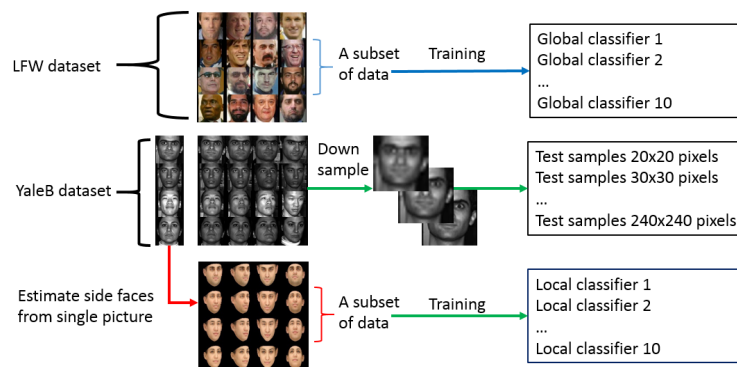 LFW dataset
A subset
of data
Training
Global classifier 1
Global classifier 2
...
Global classifier 10
YaleB dataset
Down
sample
Test samples 20x20 pixels
Test samples 30x30 pixels
...
Test samples 240x240 pixels
Estimate side faces
from single picture
A subset
of data
Training
Local classifier 1
Local classifier 2
...
Local classifier 10